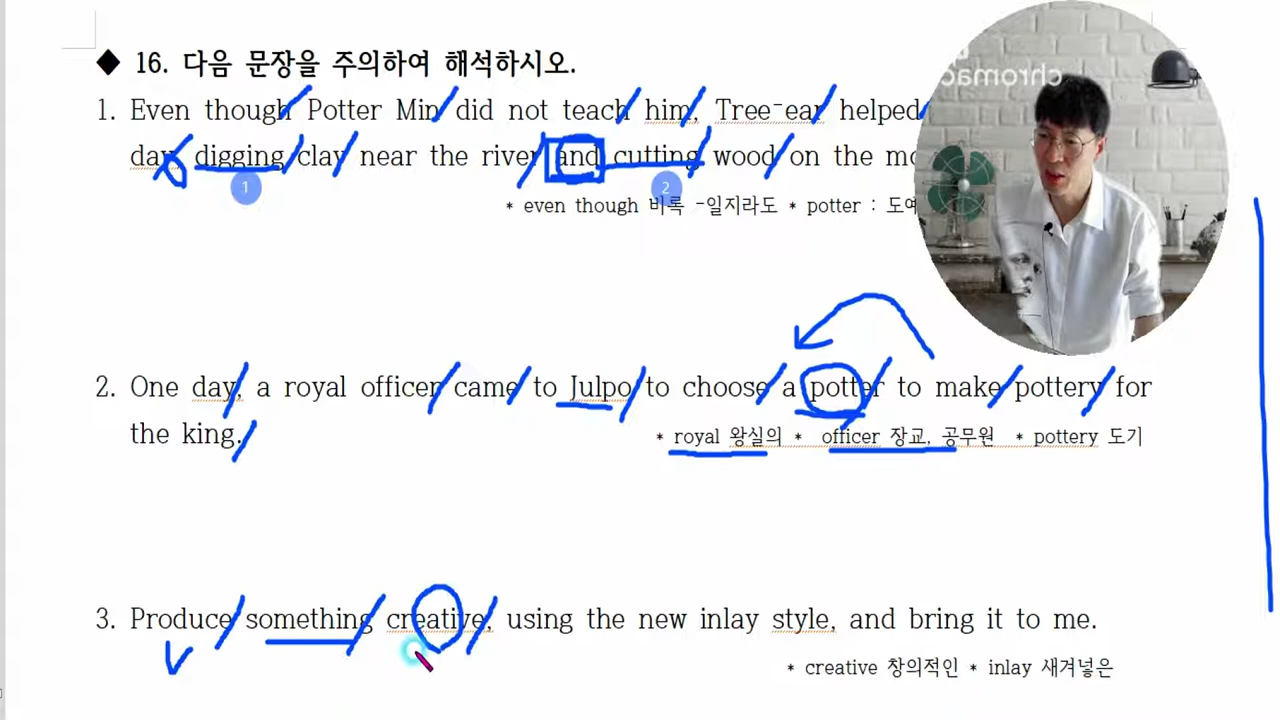 ◆ 16. 다음 문장을 주의하여 해석하시오.
1. Even though Potter Min did not teach him, Tree-ear helped
day digging clay near the river and cutting wood on the mo
1 2
* even though 비록 -일지라도 * potter : 도예
chromac
2. One day, a royal officer came to Julpo to choose a potter to make pottery for
the king.
* royal 왕실의 * officer 장교, 공무원 * pottery 도기
3. Produce something creative, using the new inlay style, and bring it to me.
* creative 창의적인 * inlay 새겨넣은